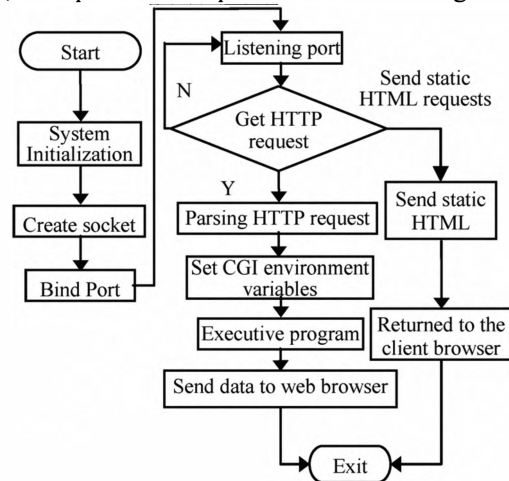 Start
System
Initialization
Create socket
Bind Port
Listening port
N
Get HTTP
request
Send static
HTML requests
Y
Parsing HTTP request
Set CGI environment
variables
Executive program
Send data to web browser
Send static
HTML
Returned to the
client browser
Exit